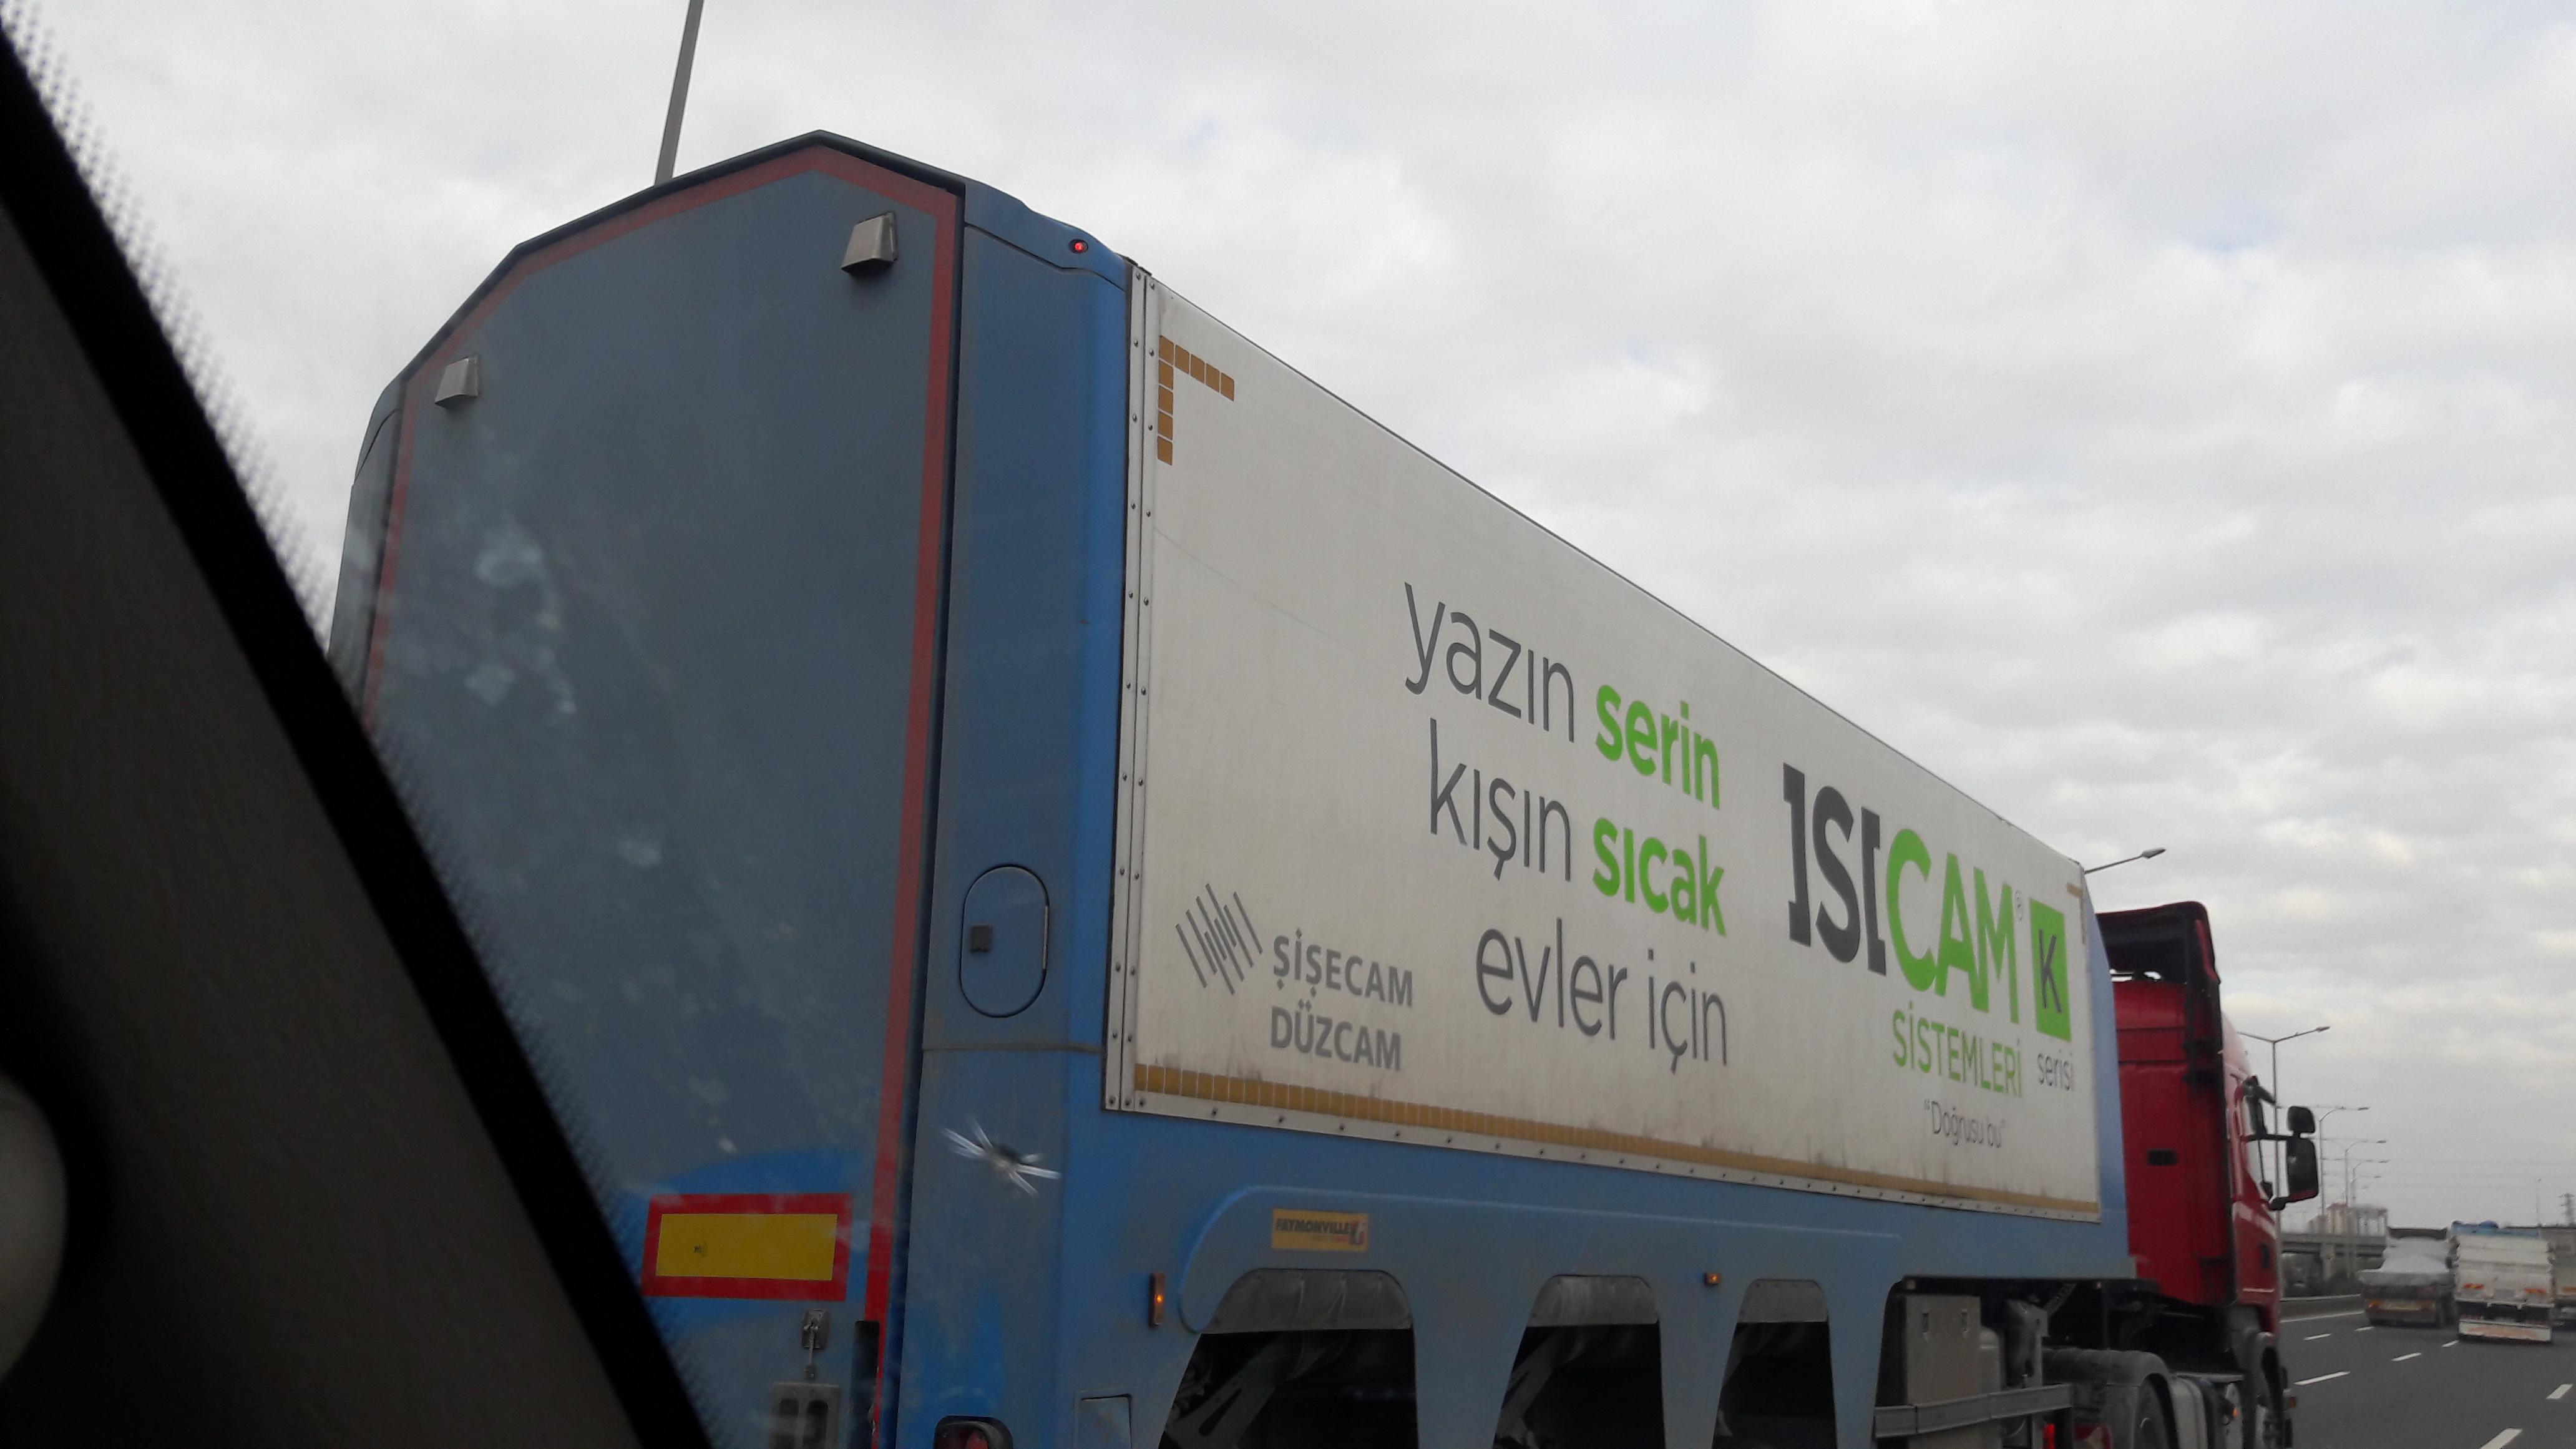 yazın serin
kışın sıcak
evler için
ŞİŞECAM
DÜZCAM
ISICAM® K
SİSTEMLERİ serisi
"Doğrusu bu"
FAYMONVILLE